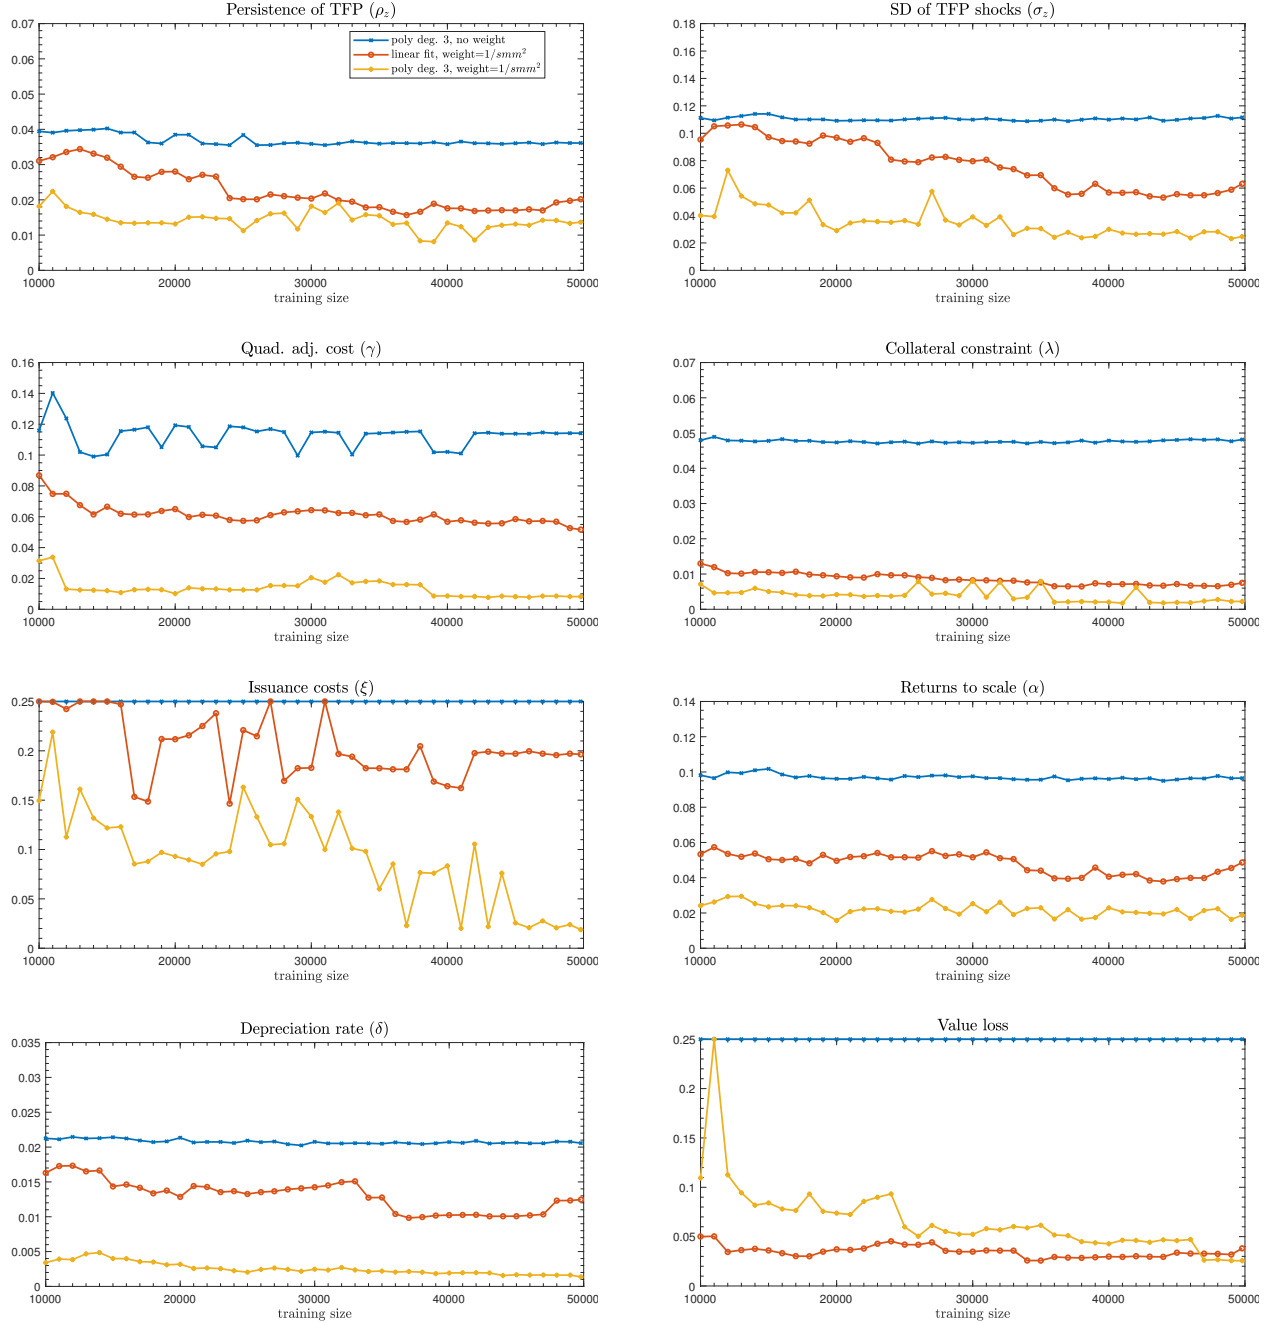 Persistence of TFP (ρz)
0.07
0.06
0.05
0.04
0.03
0.02
0.01
0
10000 20000 30000 40000 50000
training size
poly deg. 3, no weight
linear fit, weight=1/smm²
poly deg. 3, weight=1/smm²
SD of TFP shocks (σz)
0.18
0.16
0.14
0.12
0.1
0.08
0.06
0.04
0.02
0
10000 20000 30000 40000 50000
training size
Quad. adj. cost (γ)
0.16
0.14
0.12
0.1
0.08
0.06
0.04
0.02
0
10000 20000 30000 40000 50000
training size
Collateral constraint (λ)
0.07
0.06
0.05
0.04
0.03
0.02
0.01
0
10000 20000 30000 40000 50000
training size
Issuance costs (ξ)
0.25
0.2
0.15
0.1
0.05
0
10000 20000 30000 40000 50000
training size
Returns to scale (α)
0.14
0.12
0.1
0.08
0.06
0.04
0.02
0
10000 20000 30000 40000 50000
training size
Depreciation rate (δ)
0.035
0.03
0.025
0.02
0.015
0.01
0.005
0
10000 20000 30000 40000 50000
training size
Value loss
0.25
0.2
0.15
0.1
0.05
0
10000 20000 30000 40000 50000
training size